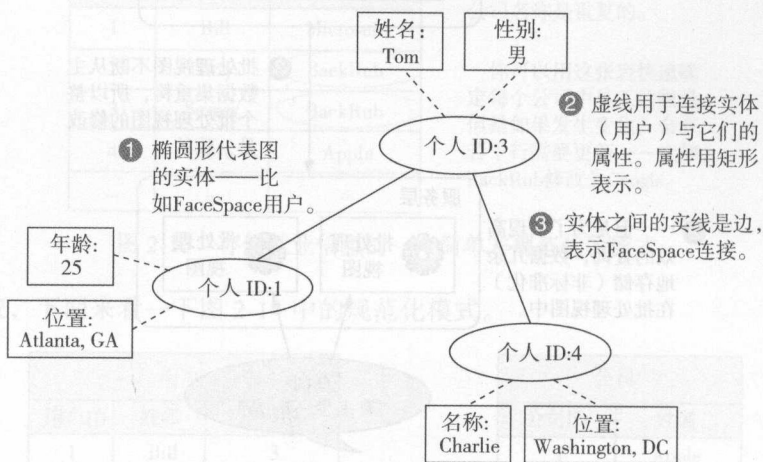 姓名:
Tom
性别:
男
❷ 虚线用于连接实体
（用户）与它们的
属性。属性用矩形
表示。
个人 ID:3
❶ 椭圆形代表图
的实体——比
如FaceSpace用户。
❸ 实体之间的实线是边，
表示FaceSpace连接。
年龄:
25
个人 ID:1
位置:
Atlanta, GA
个人 ID:4
名称:
Charlie
位置:
Washington, DC